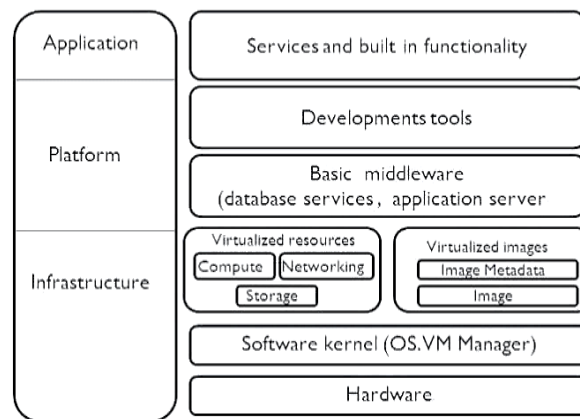 Application
Services and built in functionality
Platform
Developments tools
Basic middleware
(database services, application server
Infrastructure
Virtualized resources
Compute
Networking
Storage
Virtualized images
Image Metadata
Image
Software kernel (OS.VM Manager)
Hardware